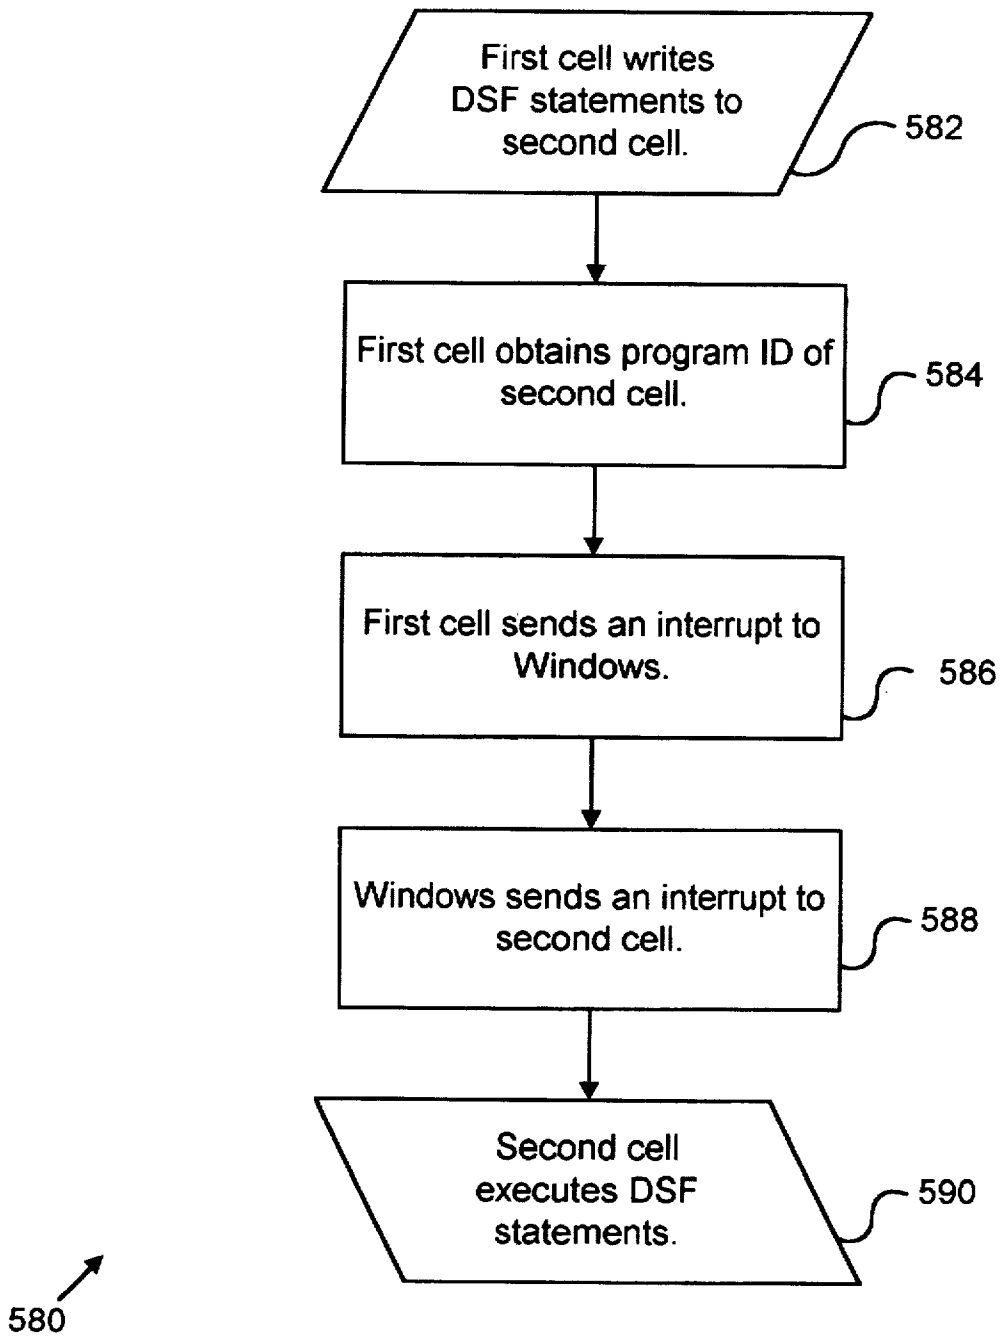 First cell writes
DSF statements to
second cell.
582
First cell obtains program ID of
second cell.
584
First cell sends an interrupt to
Windows.
586
Windows sends an interrupt to
second cell.
588
Second cell
executes DSF
statements.
590
580